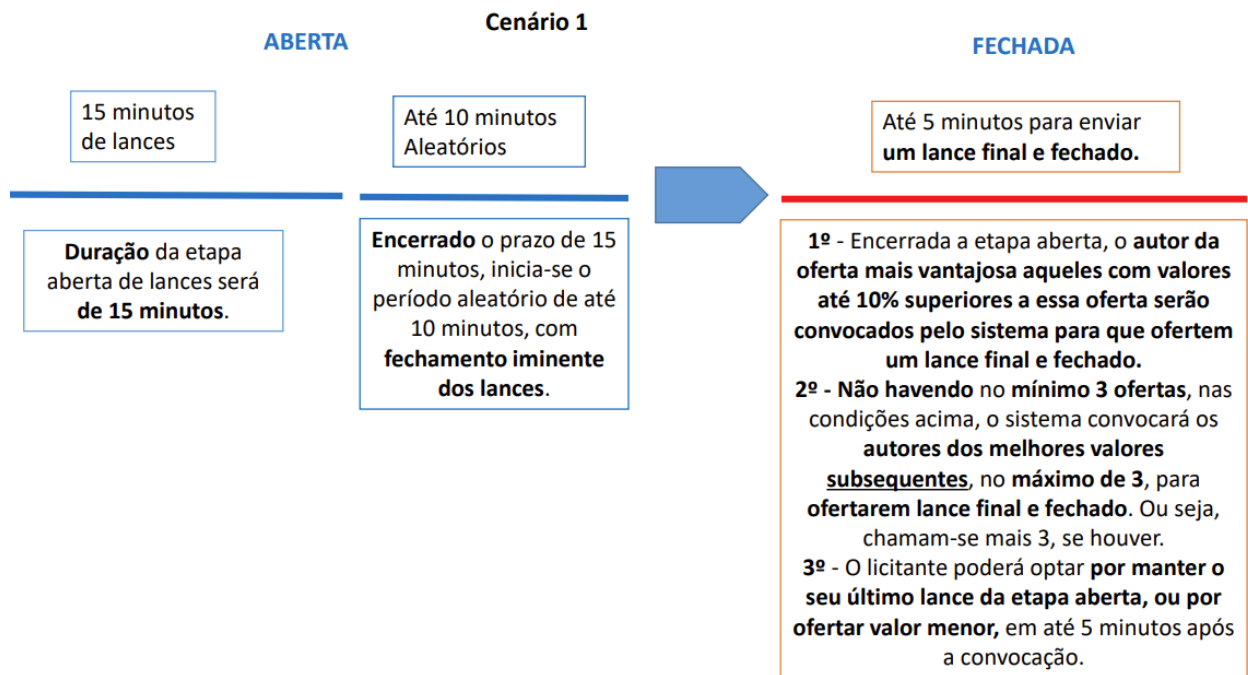 Cenário 1
ABERTA
FECHADA
15 minutos
de lances
Até 10 minutos
Aleatórios
Até 5 minutos para enviar
um lance final e fechado.
Duração da etapa
aberta de lances será
de 15 minutos.
Encerrado o prazo de 15
minutos, inicia-se o
período aleatório de até
10 minutos, com
fechamento iminente
dos lances.
1º - Encerrada a etapa aberta, o autor da
oferta mais vantajosa aqueles com valores
até 10% superiores a essa oferta serão
convocados pelo sistema para que ofertem
um lance final e fechado.
2º - Não havendo no mínimo 3 ofertas, nas
condições acima, o sistema convocará os
autores dos melhores valores
subsequentes, no máximo de 3, para
ofertarem lance final e fechado. Ou seja,
chamam-se mais 3, se houver.
3º - O licitante poderá optar por manter o
seu último lance da etapa aberta, ou por
ofertar valor menor, em até 5 minutos após
a convocação.